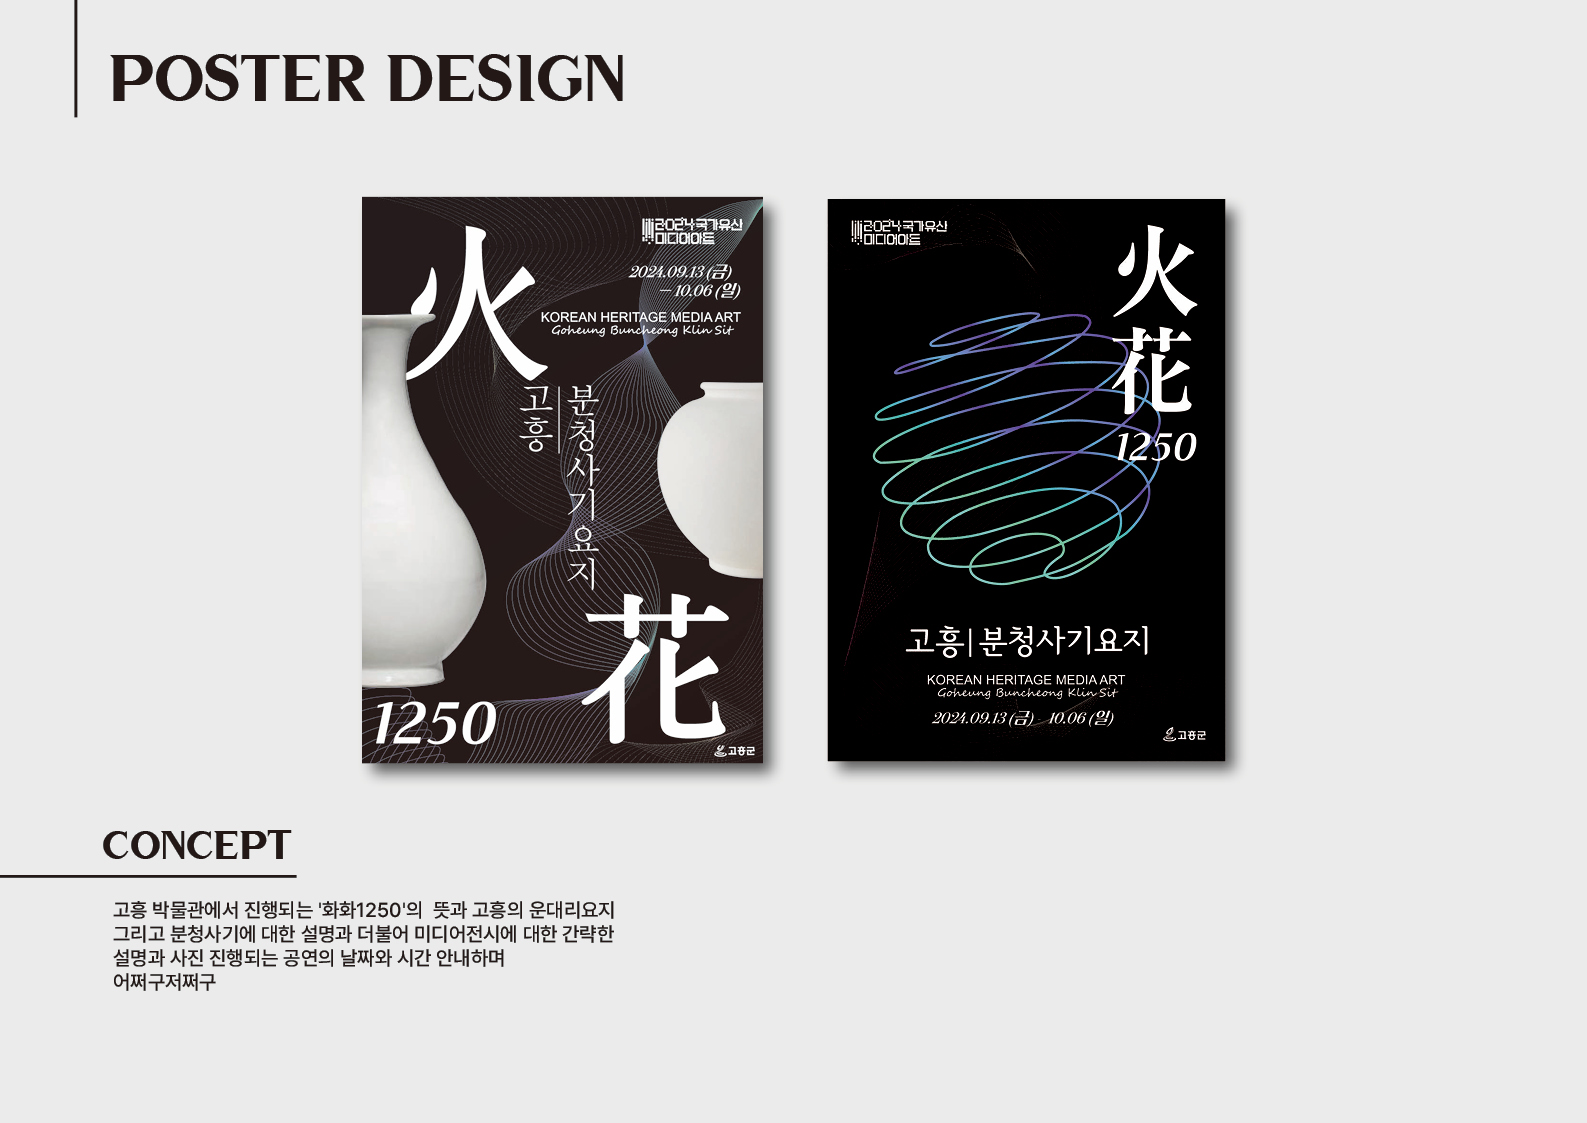 POSTER DESIGN
2024국가유산
미디어아트
火
2024.09.13 (금)
– 10.06 (일)
KOREAN HERITAGE MEDIA ART
Goheung Buncheong Klin Sit
고흥
분청사기요지
花
1250
고흥군
2024국가유산
미디어아트
火
花
1250
고흥|분청사기요지
KOREAN HERITAGE MEDIA ART
Goheung Buncheong Klin Sit
2024.09.13 (금) - 10.06 (일)
고흥군
CONCEPT
고흥 박물관에서 진행되는 '화화1250'의 뜻과 고흥의 운대리요지
그리고 분청사기에 대한 설명과 더불어 미디어전시에 대한 간략한
설명과 사진 진행되는 공연의 날짜와 시간 안내하며
어쩌구저쩌구